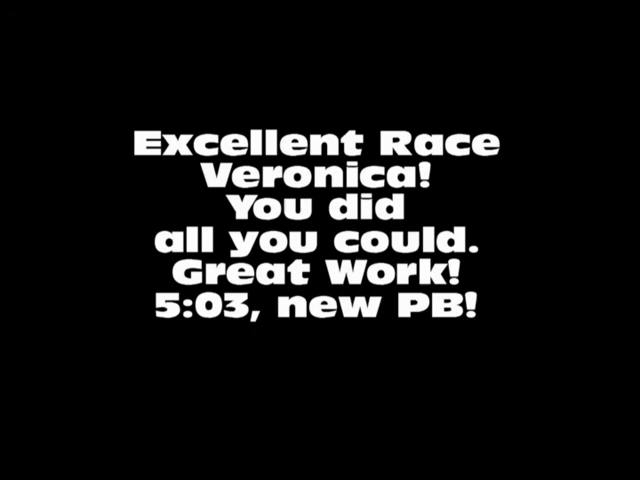 Excellent Race
Veronica!
You did
all you could.
Great Work!
5:03, new PB!